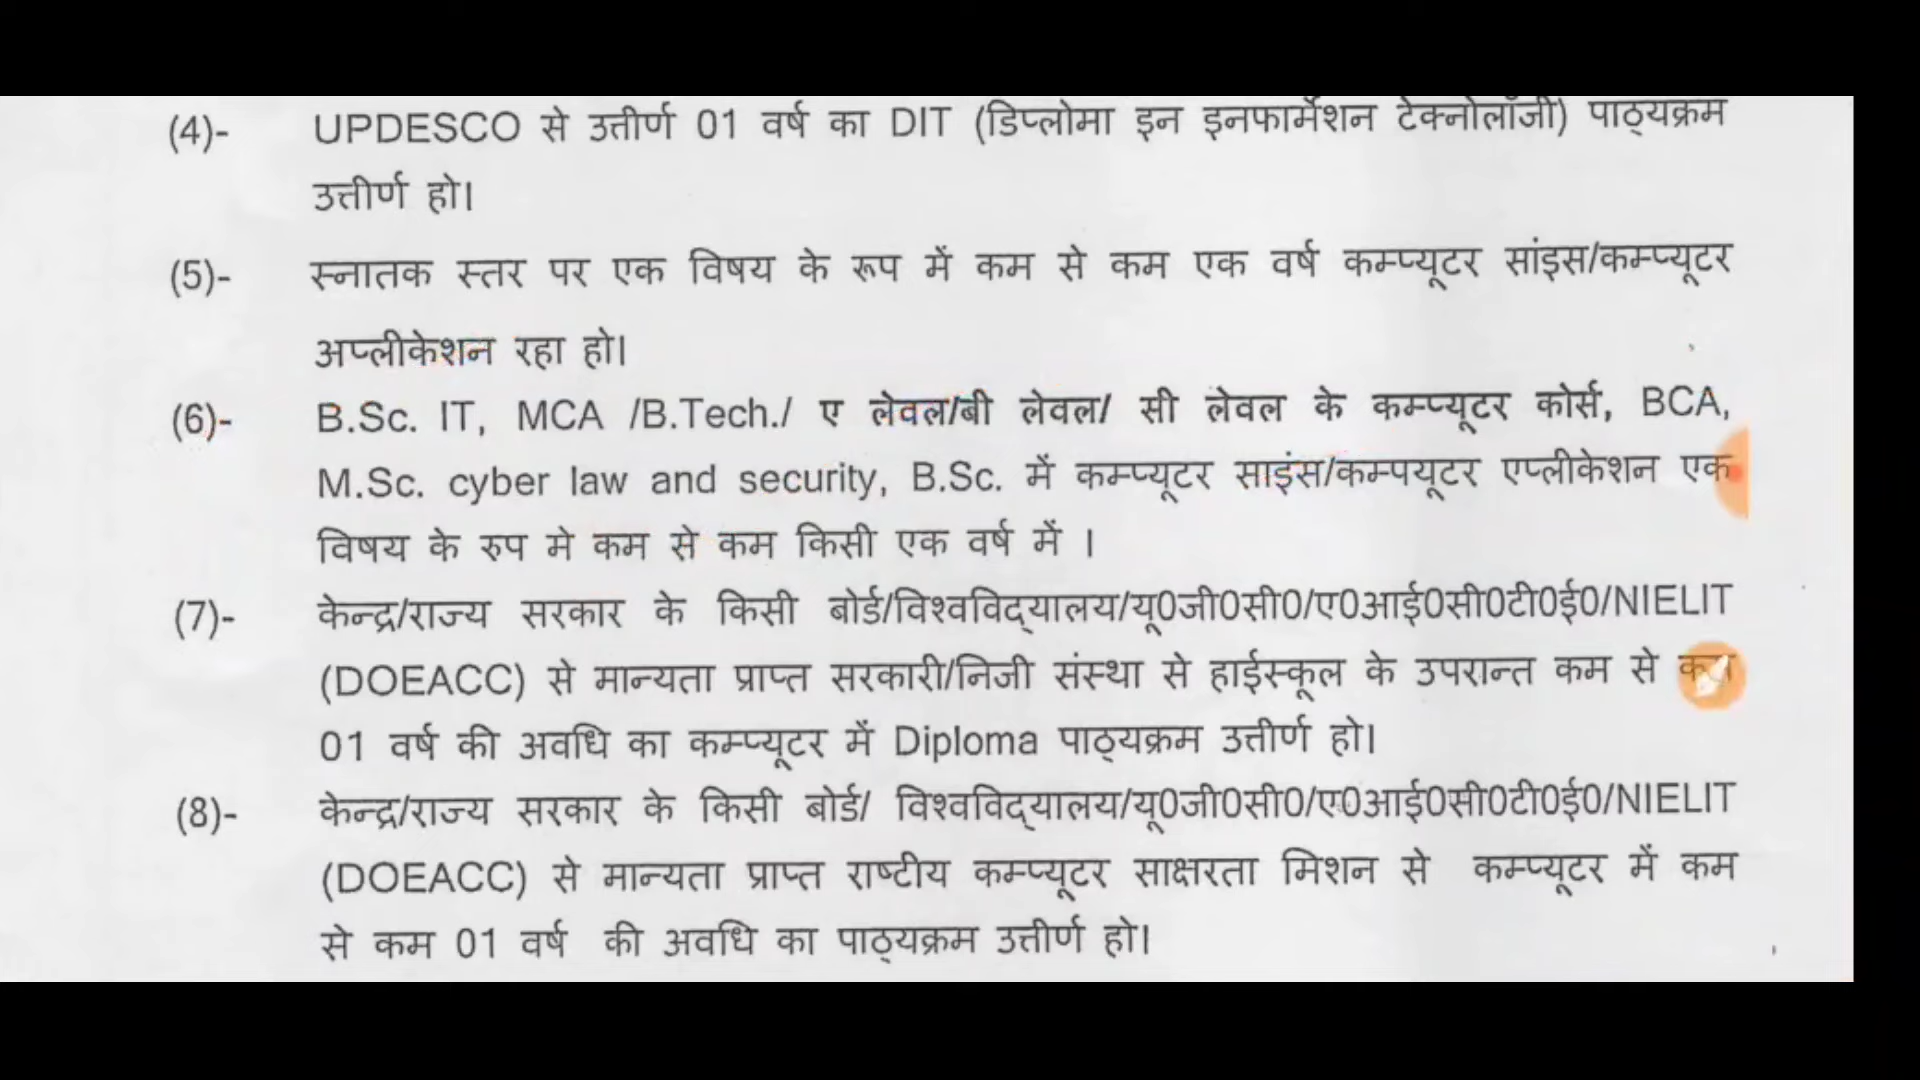 (4)- UPDESCO से उत्तीर्ण 01 वर्ष का DIT (डिप्लोमा इन इनफार्मेशन टेक्नोलॉजी) पाठ्यक्रम
उत्तीर्ण हो।
(5)- स्नातक स्तर पर एक विषय के रूप में कम से कम एक वर्ष कम्प्यूटर सांइस/कम्प्यूटर
अप्लीकेशन रहा हो।
(6)- B.Sc. IT, MCA /B.Tech./ ए लेवल/बी लेवल/ सी लेवल के कम्प्यूटर कोर्स, BCA,
M.Sc. cyber law and security, B.Sc. में कम्प्यूटर साइंस/कम्पयूटर एप्लीकेशन एक
विषय के रुप मे कम से कम किसी एक वर्ष में ।
(7)- केन्द्र/राज्य सरकार के किसी बोर्ड/विश्वविद्यालय/यू0जी0सी0/ए0आई0सी0टी0ई0/NIELIT
(DOEACC) से मान्यता प्राप्त सरकारी/निजी संस्था से हाईस्कूल के उपरान्त कम से कम
01 वर्ष की अवधि का कम्प्यूटर में Diploma पाठ्यक्रम उत्तीर्ण हो।
(8)- केन्द्र/राज्य सरकार के किसी बोर्ड/ विश्वविद्यालय/यू0जी0सी0/ए0आई0सी0टी0ई0/NIELIT
(DOEACC) से मान्यता प्राप्त राष्टीय कम्प्यूटर साक्षरता मिशन से कम्प्यूटर में कम
से कम 01 वर्ष की अवधि का पाठ्यक्रम उत्तीर्ण हो।